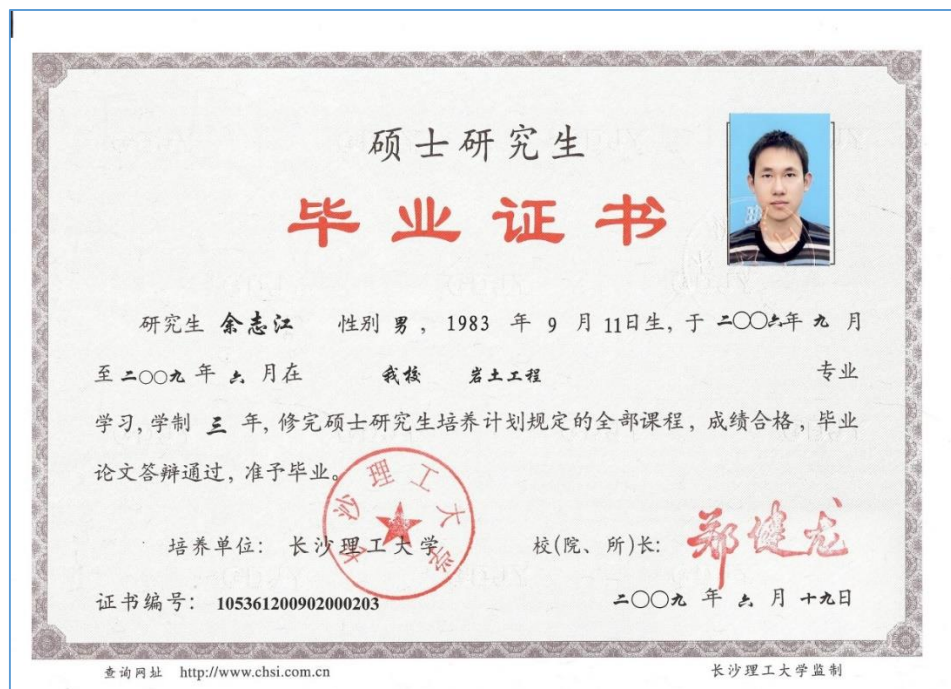 硕士研究生
毕业证书
研究生 余志江 性别 男，1983 年 9 月 11日生，于 二〇〇六年 九 月
至 二〇〇九 年 六 月在 我校 岩土工程 专业
学习，学制 三 年，修完硕士研究生培养计划规定的全部课程，成绩合格，毕业
论文答辩通过，准予毕业。
长沙理工大学
培养单位：长沙理工大学 校(院、所)长：郑健龙
证书编号：105361200902000203 二〇〇九 年 六 月 十九日
查询网址 http://www.chsi.com.cn 长沙理工大学监制